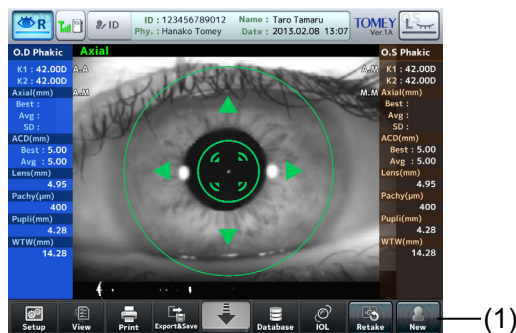 R ID ID : 123456789012 Name : Taro Tamaru TOMEY L
Phy. : Hanako Tomey Date : 2013.02.08 13:07 Ver.1A
O.D Phakic Axial O.S Phakic
K1 : 42.00D A.A A.M K1 : 42.00D
K2 : 42.00D K2 : 42.00D
Axial(mm) A.M M.M Axial(mm)
Best : Best :
Avg : Avg :
SD : SD :
ACD(mm) ACD(mm)
Best : 5.00 Best : 5.00
Avg : 5.00 Avg : 5.00
Lens(mm) Lens(mm)
4.95 4.95
Pachy(μm) Pachy(μm)
400 400
Pupli(mm) Pupli(mm)
4.28 4.28
WTW(mm) WTW(mm)
14.28 14.28
Setup View Print Export&Save Database IOL Retake New (1)